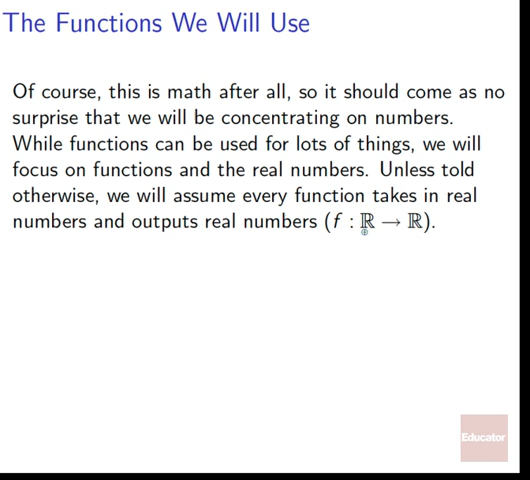 The Functions We Will Use
Of course, this is math after all, so it should come as no
surprise that we will be concentrating on numbers.
While functions can be used for lots of things, we will
focus on functions and the real numbers. Unless told
otherwise, we will assume every function takes in real
numbers and outputs real numbers (f : ℝ → ℝ).
Educator